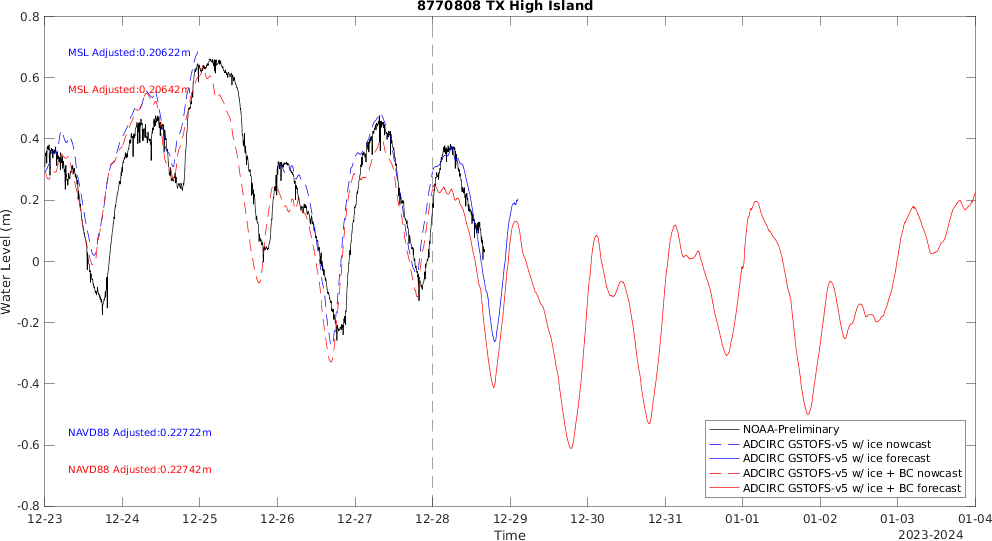 8770808 TX High Island
0.8
0.6
0.4
0.2
0
-0.2
-0.4
-0.6
-0.8
Water Level (m)
MSL Adjusted:0.20622m
MSL Adjusted:0.20642m
NAVD88 Adjusted:0.22722m
NAVD88 Adjusted:0.22742m
NOAA-Preliminary
ADCIRC GSTOFS-v5 w/ ice nowcast
ADCIRC GSTOFS-v5 w/ ice forecast
ADCIRC GSTOFS-v5 w/ ice + BC nowcast
ADCIRC GSTOFS-v5 w/ ice + BC forecast
12-23 12-24 12-25 12-26 12-27 12-28 12-29 12-30 12-31 01-01 01-02 01-03 01-04
Time
2023-2024